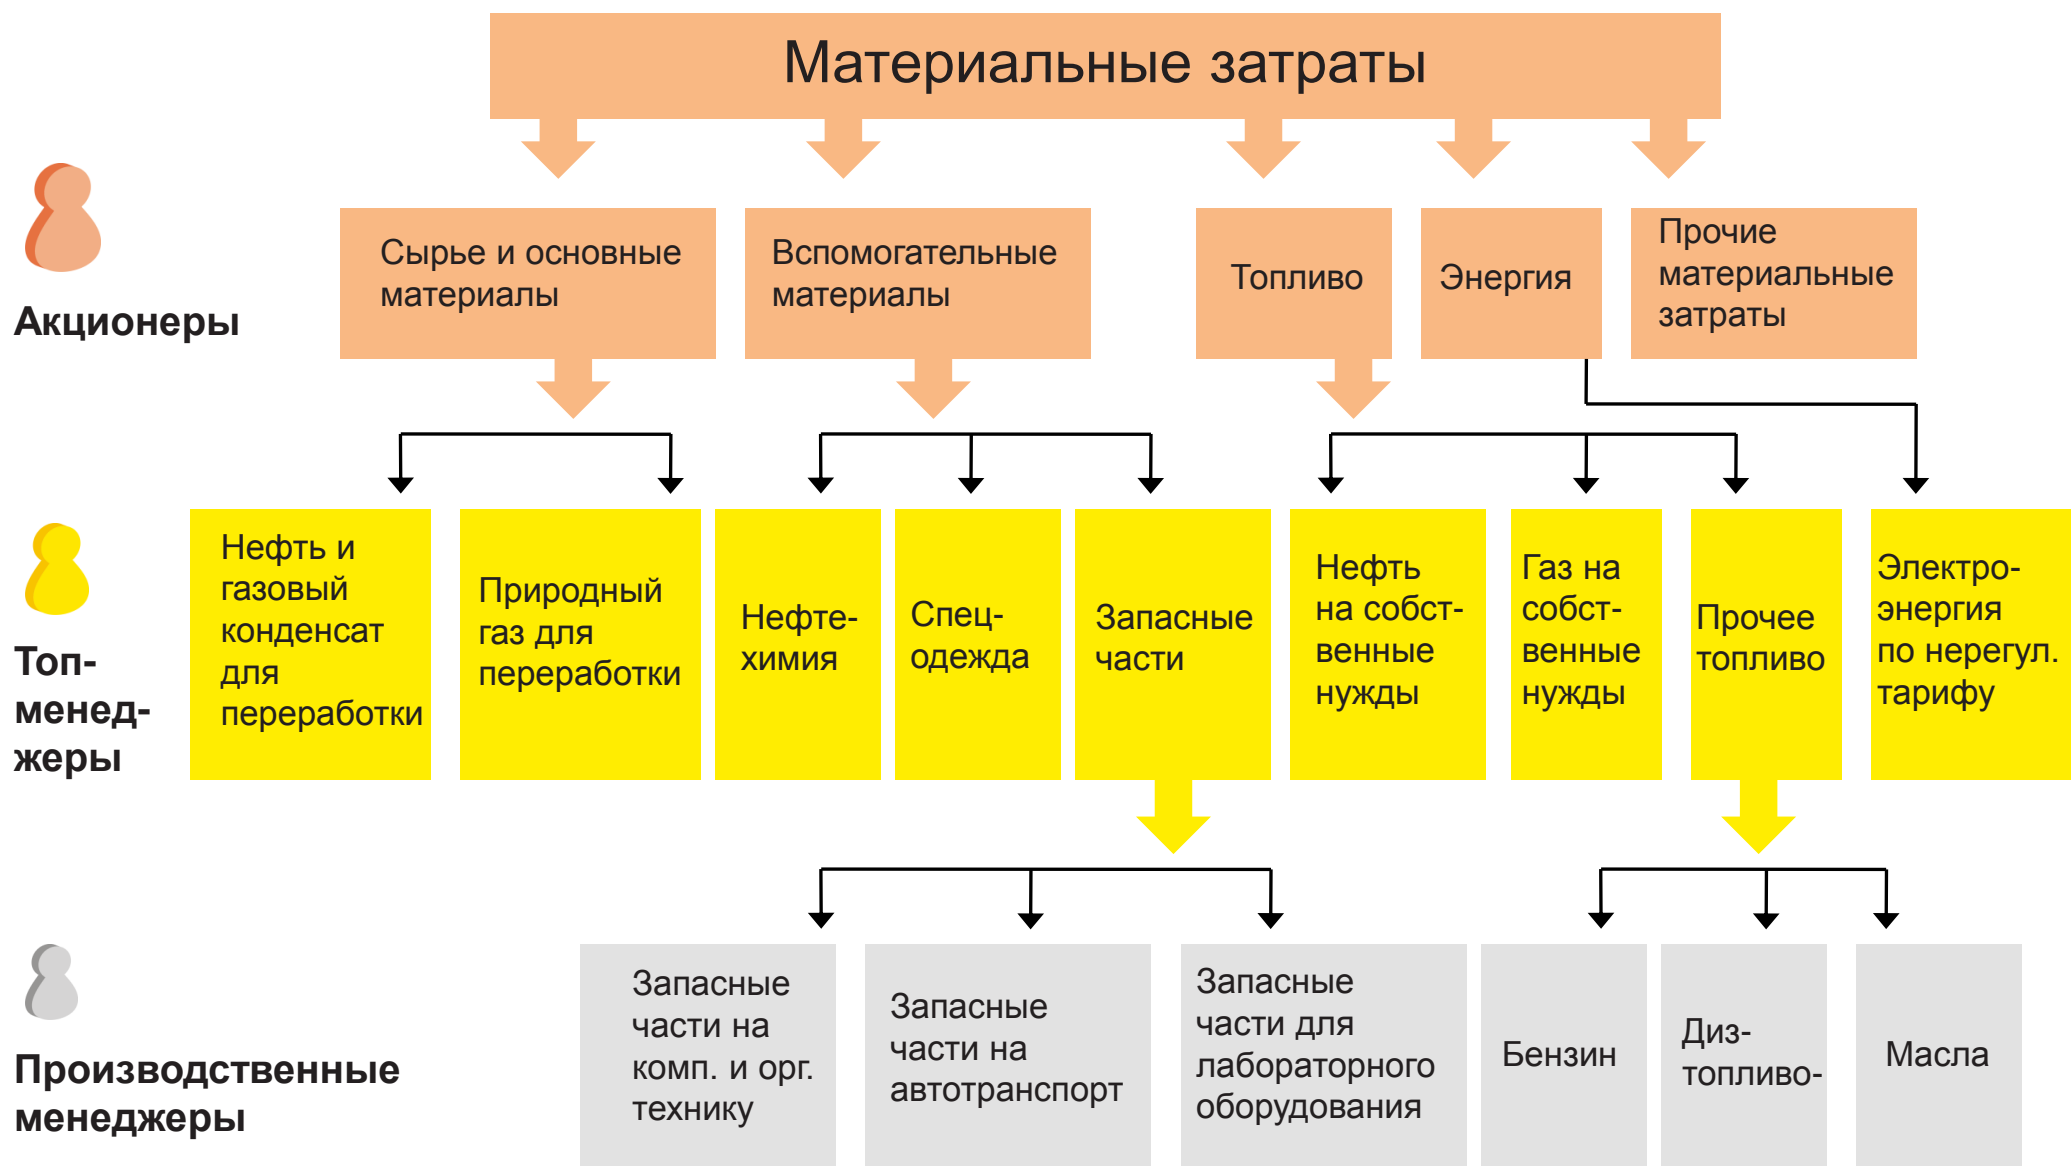 Материальные затраты
Акционеры
Сырье и основные
материалы
Вспомогательные
материалы
Топливо
Энергия
Прочие
материальные
затраты
Топ-
менед-
жеры
Нефть и
газовый
конденсат
для
переработки
Природный
газ для
переработки
Нефте-
химия
Спец-
одежда
Запасные
части
Нефть
на собст-
венные
нужды
Газ на
собст-
венные
нужды
Прочее
топливо
Электро-
энергия
по нерегул.
тарифу
Производственные
менеджеры
Запасные
части на
комп. и орг.
технику
Запасные
части на
автотранспорт
Запасные
части для
лабораторного
оборудования
Бензин
Диз-
топливо-
Масла